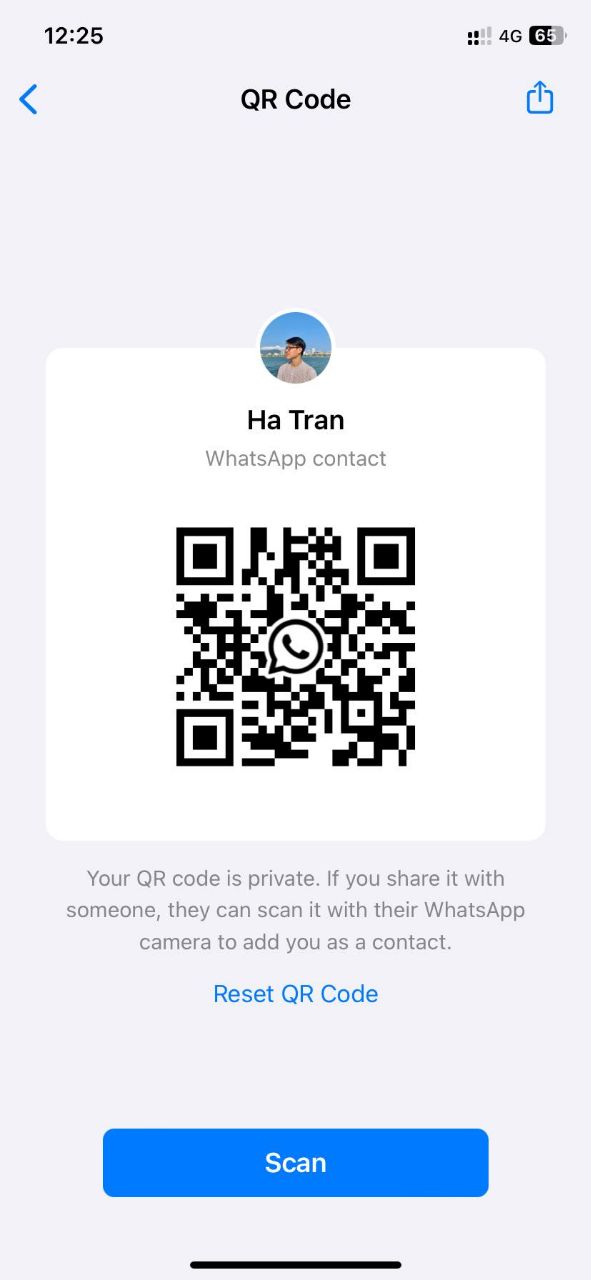 12:25
4G 65
QR Code
Ha Tran
WhatsApp contact
Your QR code is private. If you share it with
someone, they can scan it with their WhatsApp
camera to add you as a contact.
Reset QR Code
Scan